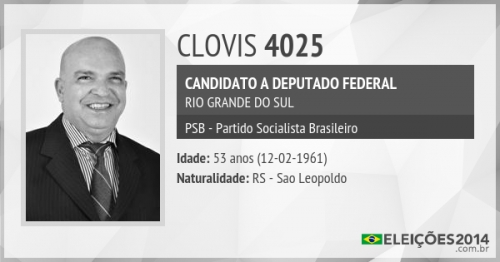 CLOVIS 4025
CANDIDATO A DEPUTADO FEDERAL
RIO GRANDE DO SUL
PSB - Partido Socialista Brasileiro
Idade: 53 anos (12-02-1961)
Naturalidade: RS - Sao Leopoldo
ELEIÇÕES2014
.com.br